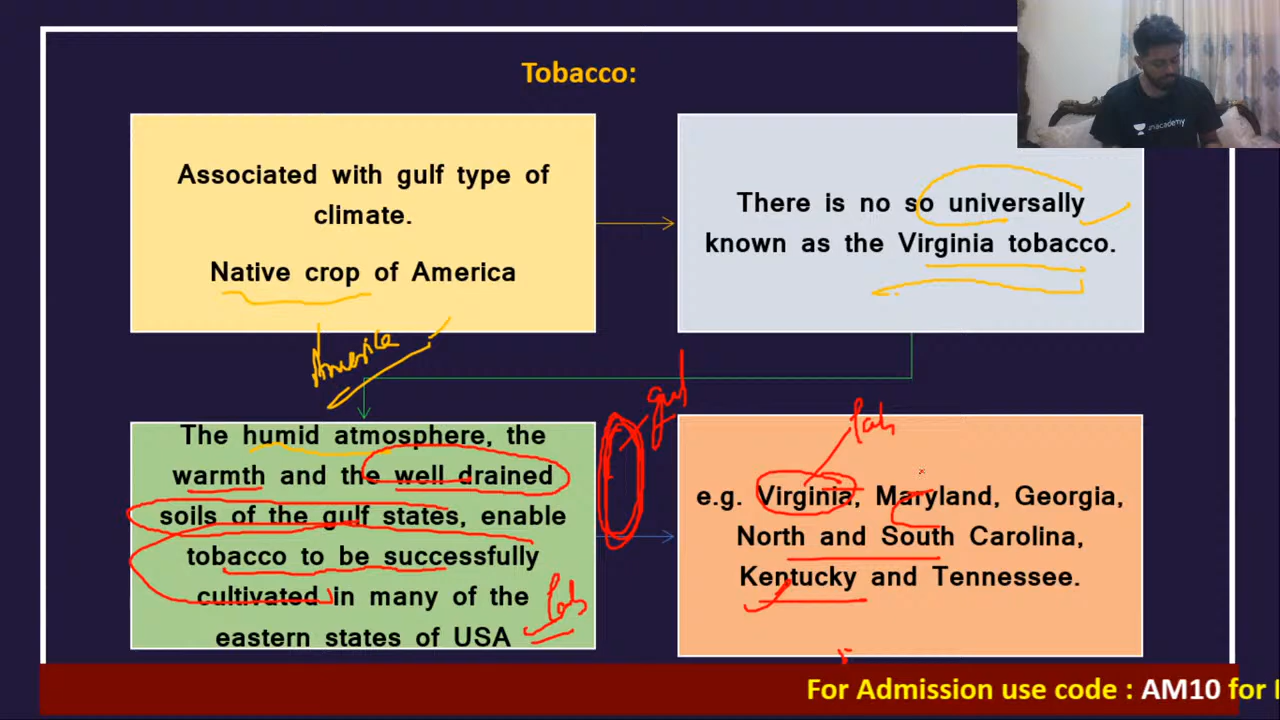 Tobacco:
Associated with gulf type of
climate.
Native crop of America
America
There is no so universally
known as the Virginia tobacco.
unacademy
The humid atmosphere, the
warmth and the well drained
soils of the gulf states, enable
tobacco to be successfully
cultivated in many of the
eastern states of USA
gulf
e.g. Virginia, Maryland, Georgia,
North and South Carolina,
Kentucky and Tennessee.
For Admission use code : AM10 for